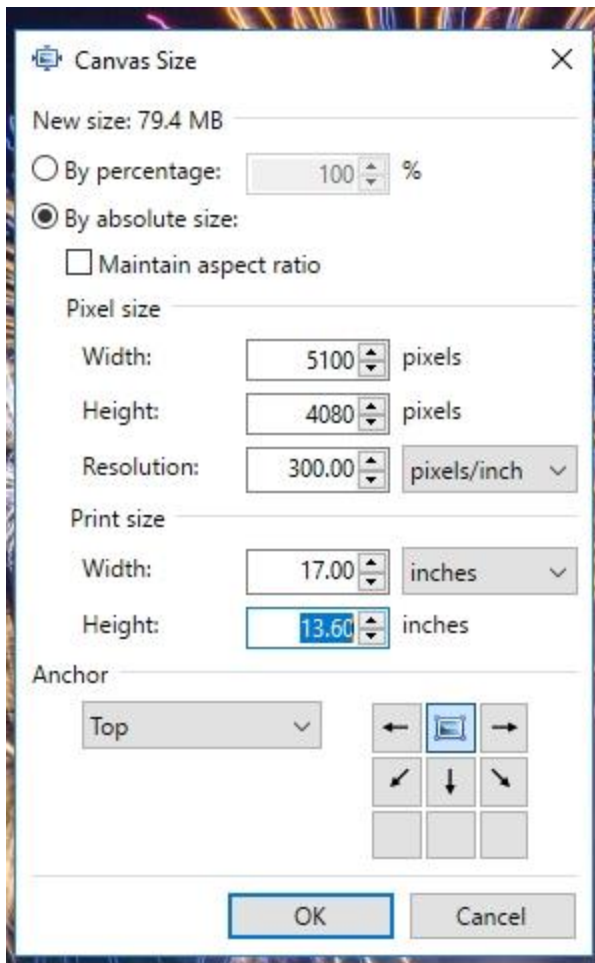 Canvas Size
New size: 79.4 MB
By percentage: 100 %
By absolute size:
Maintain aspect ratio
Pixel size
Width: 5100 pixels
Height: 4080 pixels
Resolution: 300.00 pixels/inch
Print size
Width: 17.00 inches
Height: 13.60 inches
Anchor
Top
OK Cancel